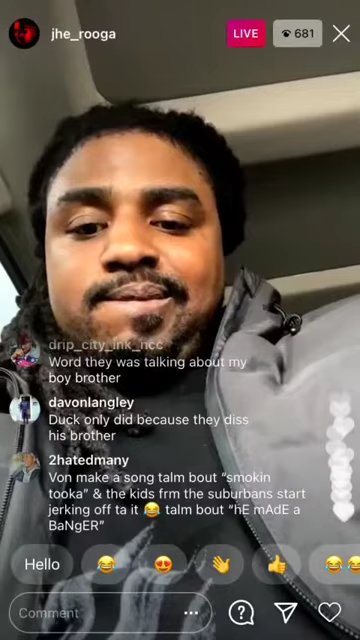 jhe_rooga
LIVE
681
drip_city_ink_ncc
Word they was talking about my
boy brother
davonlangley
Duck only did because they diss
his brother
2hatedmany
Von make a song talm bout “smokin
tooka” & the kids frm the suburbans start
jerking off ta it 😂 talm bout “hE mAdE a
BaNgER”
Hello
Comment